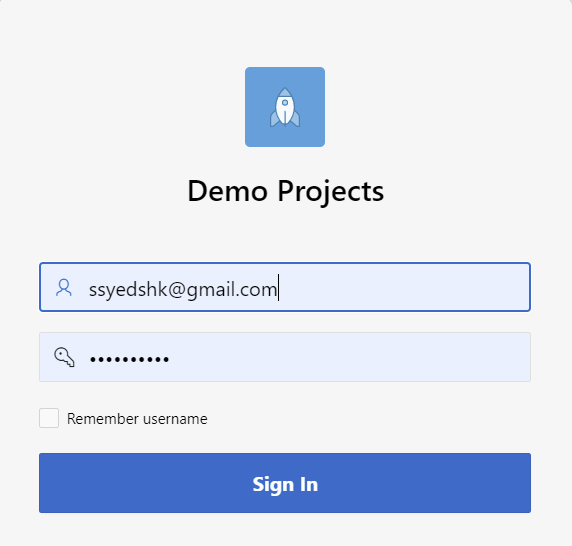 Demo Projects
ssyedshk@gmail.com
••••••••••
Remember username
Sign In